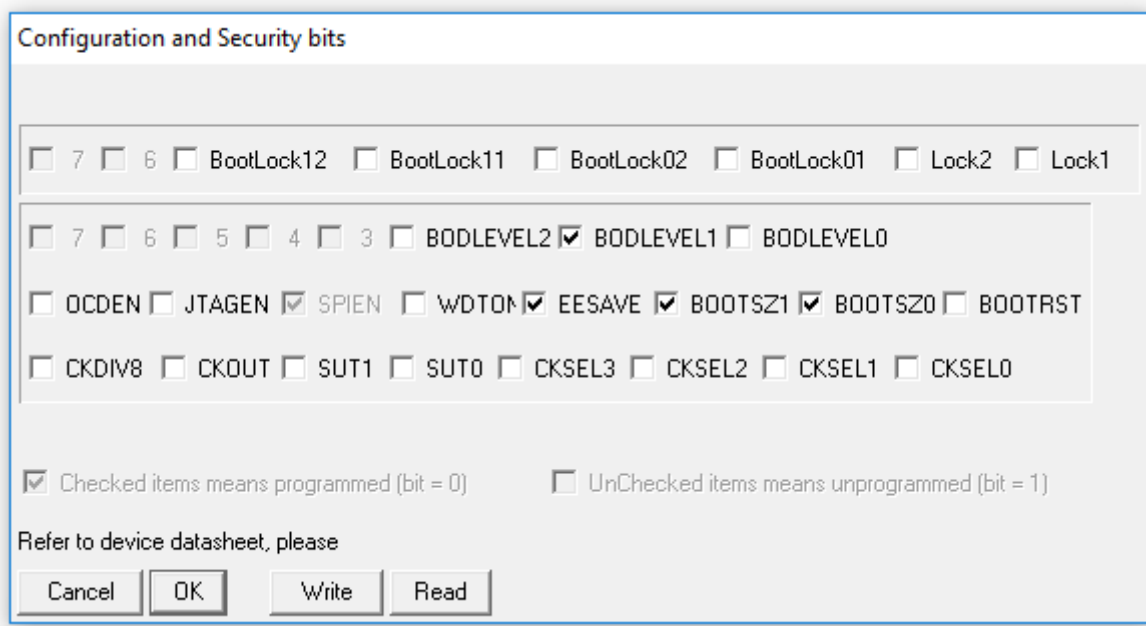 Configuration and Security bits
7 6 BootLock12 BootLock11 BootLock02 BootLock01 Lock2 Lock1
7 6 5 4 3 BODLEVEL2 BODLEVEL1 BODLEVEL0
OCDEN JTAGEN SPIEN WDTON EESAVE BOOTSZ1 BOOTSZ0 BOOTRST
CKDIV8 CKOUT SUT1 SUT0 CKSEL3 CKSEL2 CKSEL1 CKSEL0
Checked items means programmed (bit = 0) UnChecked items means unprogrammed (bit = 1)
Refer to device datasheet, please
Cancel OK Write Read